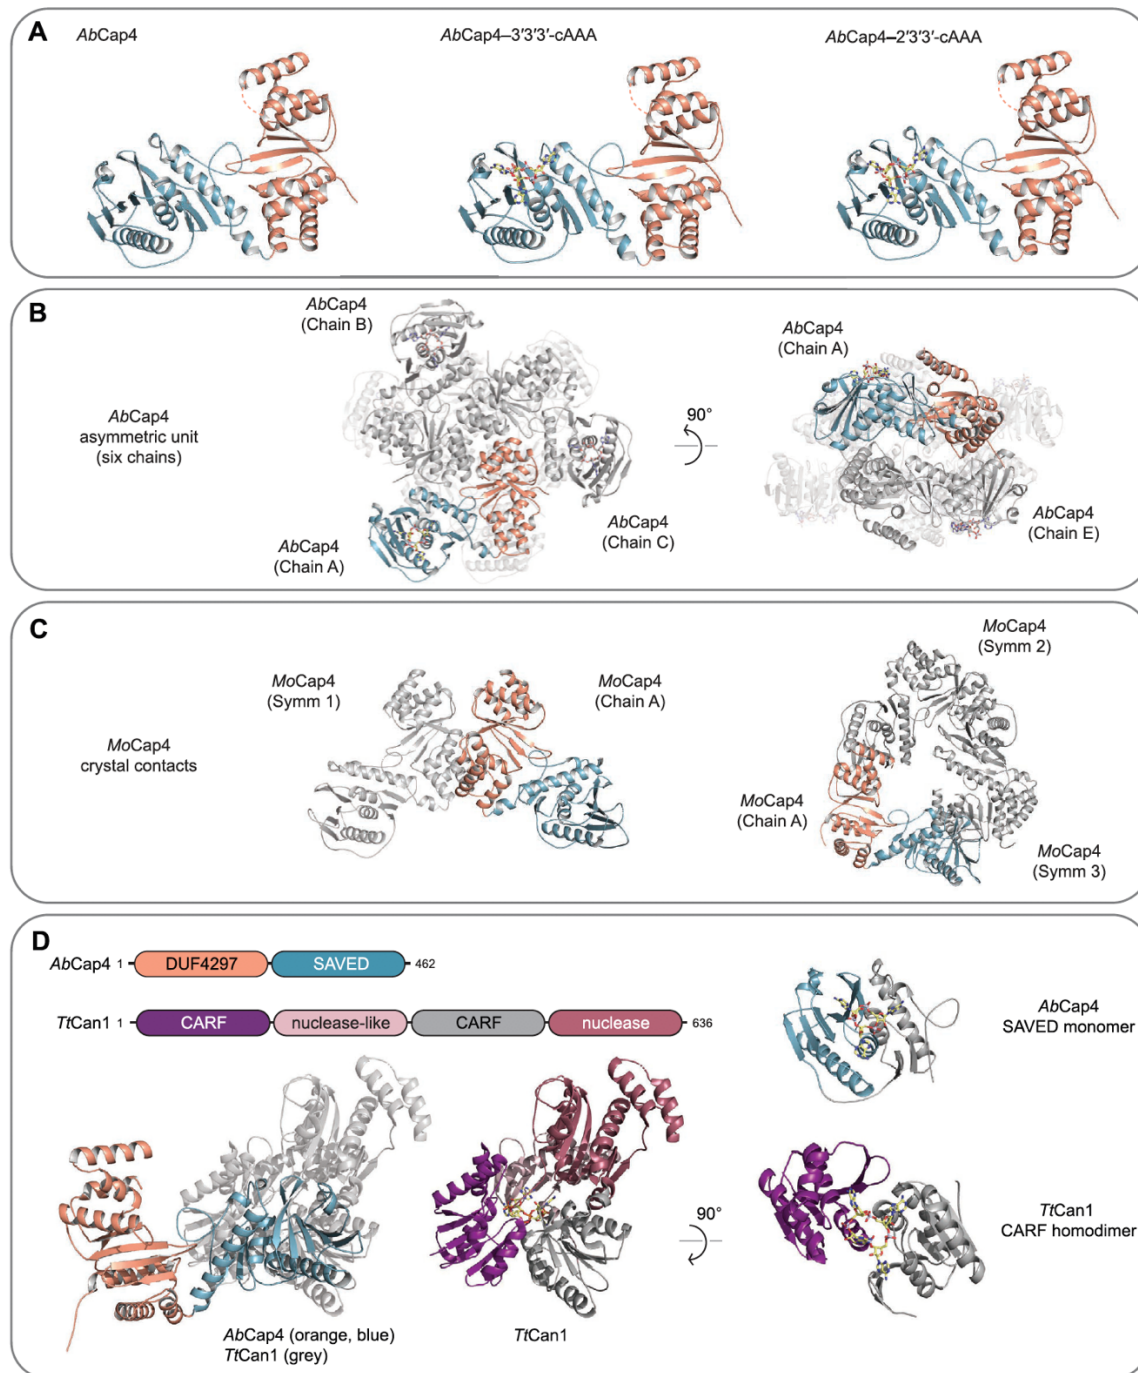 A
AbCap4
AbCap4–3′3′3′-cAAA
AbCap4–2′3′3′-cAAA
B
AbCap4
(Chain B)
AbCap4
asymmetric unit
(six chains)
AbCap4
(Chain A)
AbCap4
(Chain C)
90°
AbCap4
(Chain A)
AbCap4
(Chain E)
C
MoCap4
crystal contacts
MoCap4
(Symm 1)
MoCap4
(Chain A)
MoCap4
(Symm 2)
MoCap4
(Chain A)
MoCap4
(Symm 3)
D
AbCap4 1 DUF4297 SAVED 462
TtCan1 1 CARF nuclease-like CARF nuclease 636
AbCap4 (orange, blue)
TtCan1 (grey)
TtCan1
90°
AbCap4
SAVED monomer
TtCan1
CARF homodimer